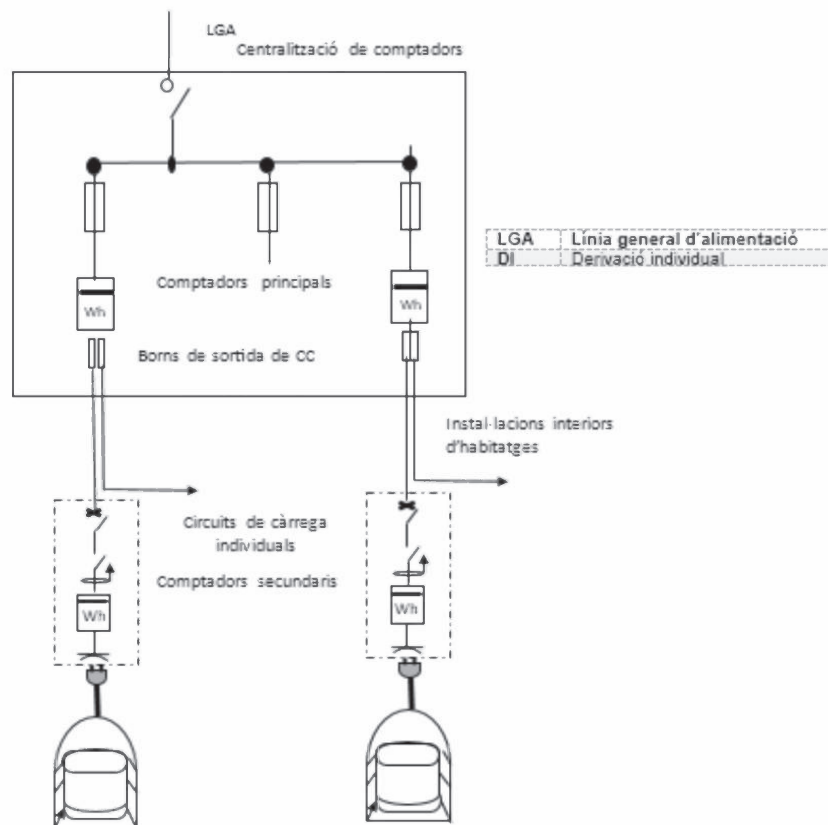 LGA
Centralització de comptadors
LGA Línia general d'alimentació
DI Derivació individual
Comptadors principals
Wh
Wh
Borns de sortida de CC
Instal·lacions interiors
d'habitatges
Circuits de càrrega
individuals
Comptadors secundaris
Wh
Wh